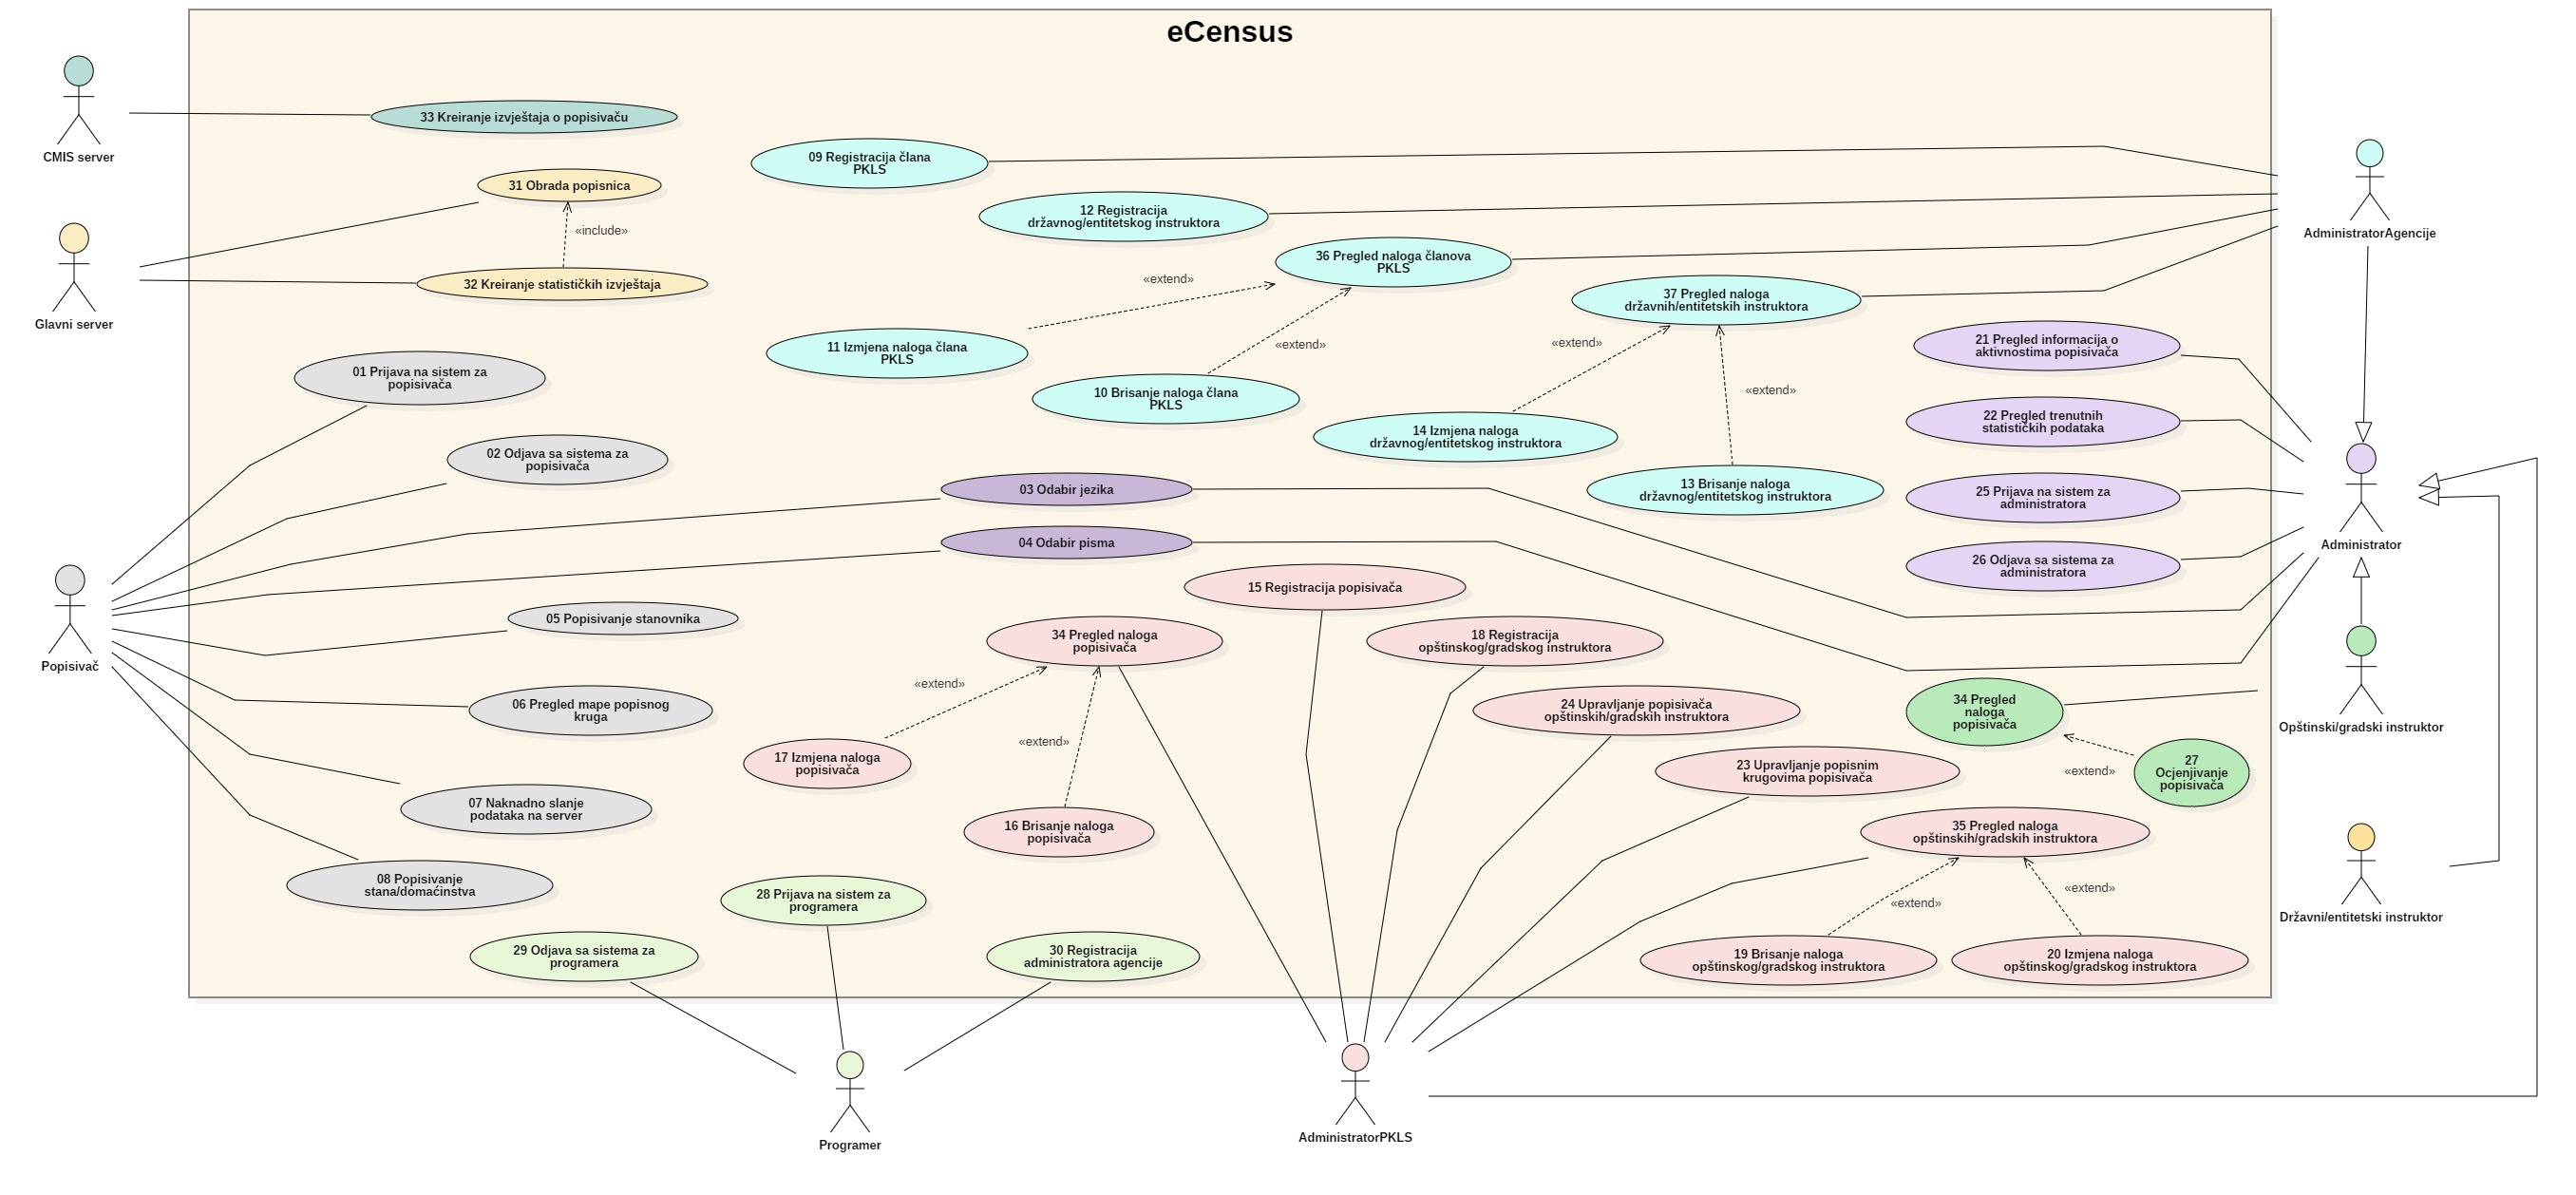 eCensus
CMIS server
33 Kreiranje izvještaja o popisivaču
09 Registracija člana
PKLS
31 Obrada popisnica
«include»
32 Kreiranje statističkih izvještaja
Glavni server
12 Registracija
državnog/entitetskog instruktora
AdministratorAgencije
36 Pregled naloga članova
PKLS
«extend»
37 Pregled naloga
državnih/entitetskih instruktora
11 Izmjena naloga člana
PKLS
«extend»
10 Brisanje naloga člana
PKLS
«extend»
«extend»
14 Izmjena naloga
državnog/entitetskog instruktora
13 Brisanje naloga
državnog/entitetskog instruktora
21 Pregled informacija o
aktivnostima popisivača
22 Pregled trenutnih
statističkih podataka
25 Prijava na sistem za
administratora
26 Odjava sa sistema za
administratora
Administrator
01 Prijava na sistem za
popisivača
02 Odjava sa sistema za
popisivača
03 Odabir jezika
04 Odabir pisma
Popisivač
05 Popisivanje stanovnika
06 Pregled mape popisnog
kruga
07 Naknadno slanje
podataka na server
08 Popisivanje
stana/domaćinstva
15 Registracija popisivača
34 Pregled naloga
popisivača
«extend»
«extend»
17 Izmjena naloga
popisivača
16 Brisanje naloga
popisivača
18 Registracija
opštinskog/gradskog instruktora
24 Upravljanje popisivača
opštinskih/gradskih instruktora
23 Upravljanje popisnim
krugovima popisivača
34 Pregled
naloga
popisivača
«extend»
27
Ocjenjivanje
popisivača
Opštinski/gradski instruktor
35 Pregled naloga
opštinskih/gradskih instruktora
«extend»
«extend»
19 Brisanje naloga
opštinskog/gradskog instruktora
20 Izmjena naloga
opštinskog/gradskog instruktora
Državni/entitetski instruktor
28 Prijava na sistem za
programera
29 Odjava sa sistema za
programera
30 Registracija
administratora agencije
Programer
AdministratorPKLS